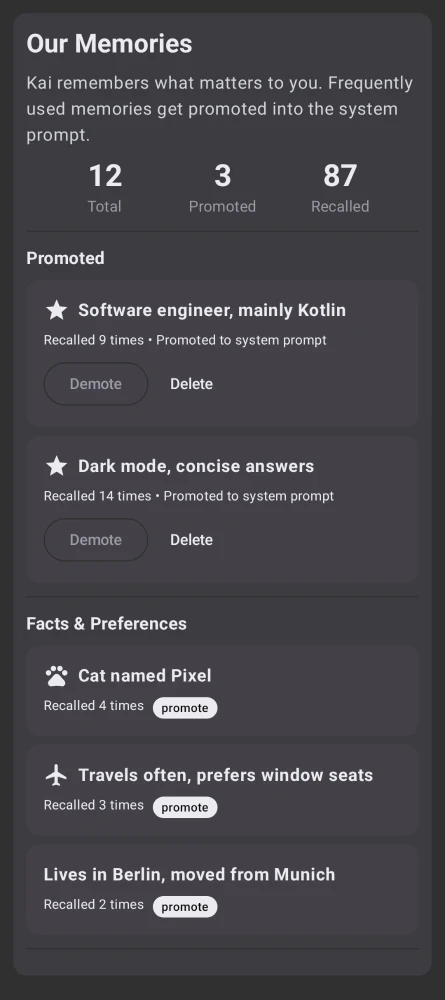 Our Memories
Kai remembers what matters to you. Frequently
used memories get promoted into the system
prompt.
12 3 87
Total Promoted Recalled
Promoted
Software engineer, mainly Kotlin
Recalled 9 times • Promoted to system prompt
Demote Delete
Dark mode, concise answers
Recalled 14 times • Promoted to system prompt
Demote Delete
Facts & Preferences
Cat named Pixel
Recalled 4 times promote
Travels often, prefers window seats
Recalled 3 times promote
Lives in Berlin, moved from Munich
Recalled 2 times promote